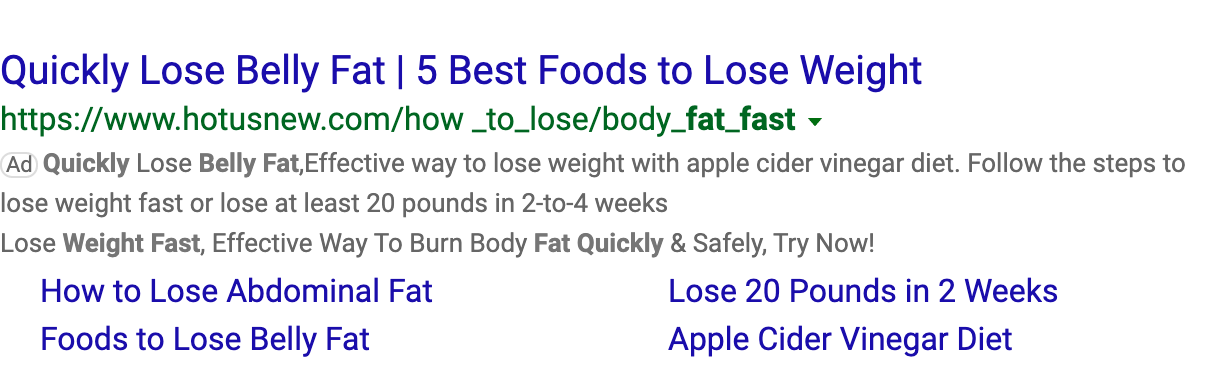 Quickly Lose Belly Fat | 5 Best Foods to Lose Weight
https://www.hotusnew.com/how _to_lose/body_fat_fast
Ad Quickly Lose Belly Fat,Effective way to lose weight with apple cider vinegar diet. Follow the steps to
lose weight fast or lose at least 20 pounds in 2-to-4 weeks
Lose Weight Fast, Effective Way To Burn Body Fat Quickly & Safely, Try Now!
How to Lose Abdominal Fat
Lose 20 Pounds in 2 Weeks
Foods to Lose Belly Fat
Apple Cider Vinegar Diet